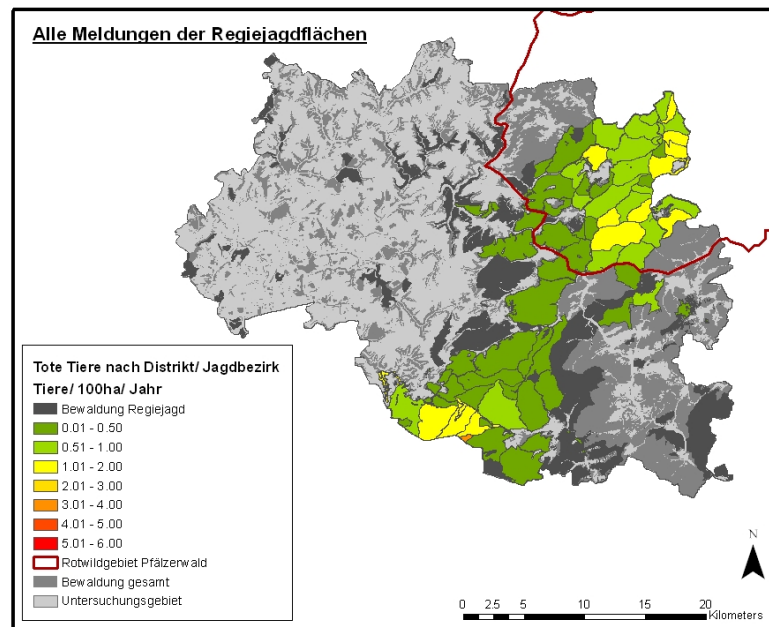 Alle Meldungen der Regiejagdflächen
Tote Tiere nach Distrikt/ Jagdbezirk
Tiere/ 100ha/ Jahr
Bewaldung Regiejagd
0.01 - 0.50
0.51 - 1.00
1.01 - 2.00
2.01 - 3.00
3.01 - 4.00
4.01 - 5.00
5.01 - 6.00
Rotwildgebiet Pfälzerwald
Bewaldung gesamt
Untersuchungsgebiet
N
0 2.5 5 10 15 20
Kilometers